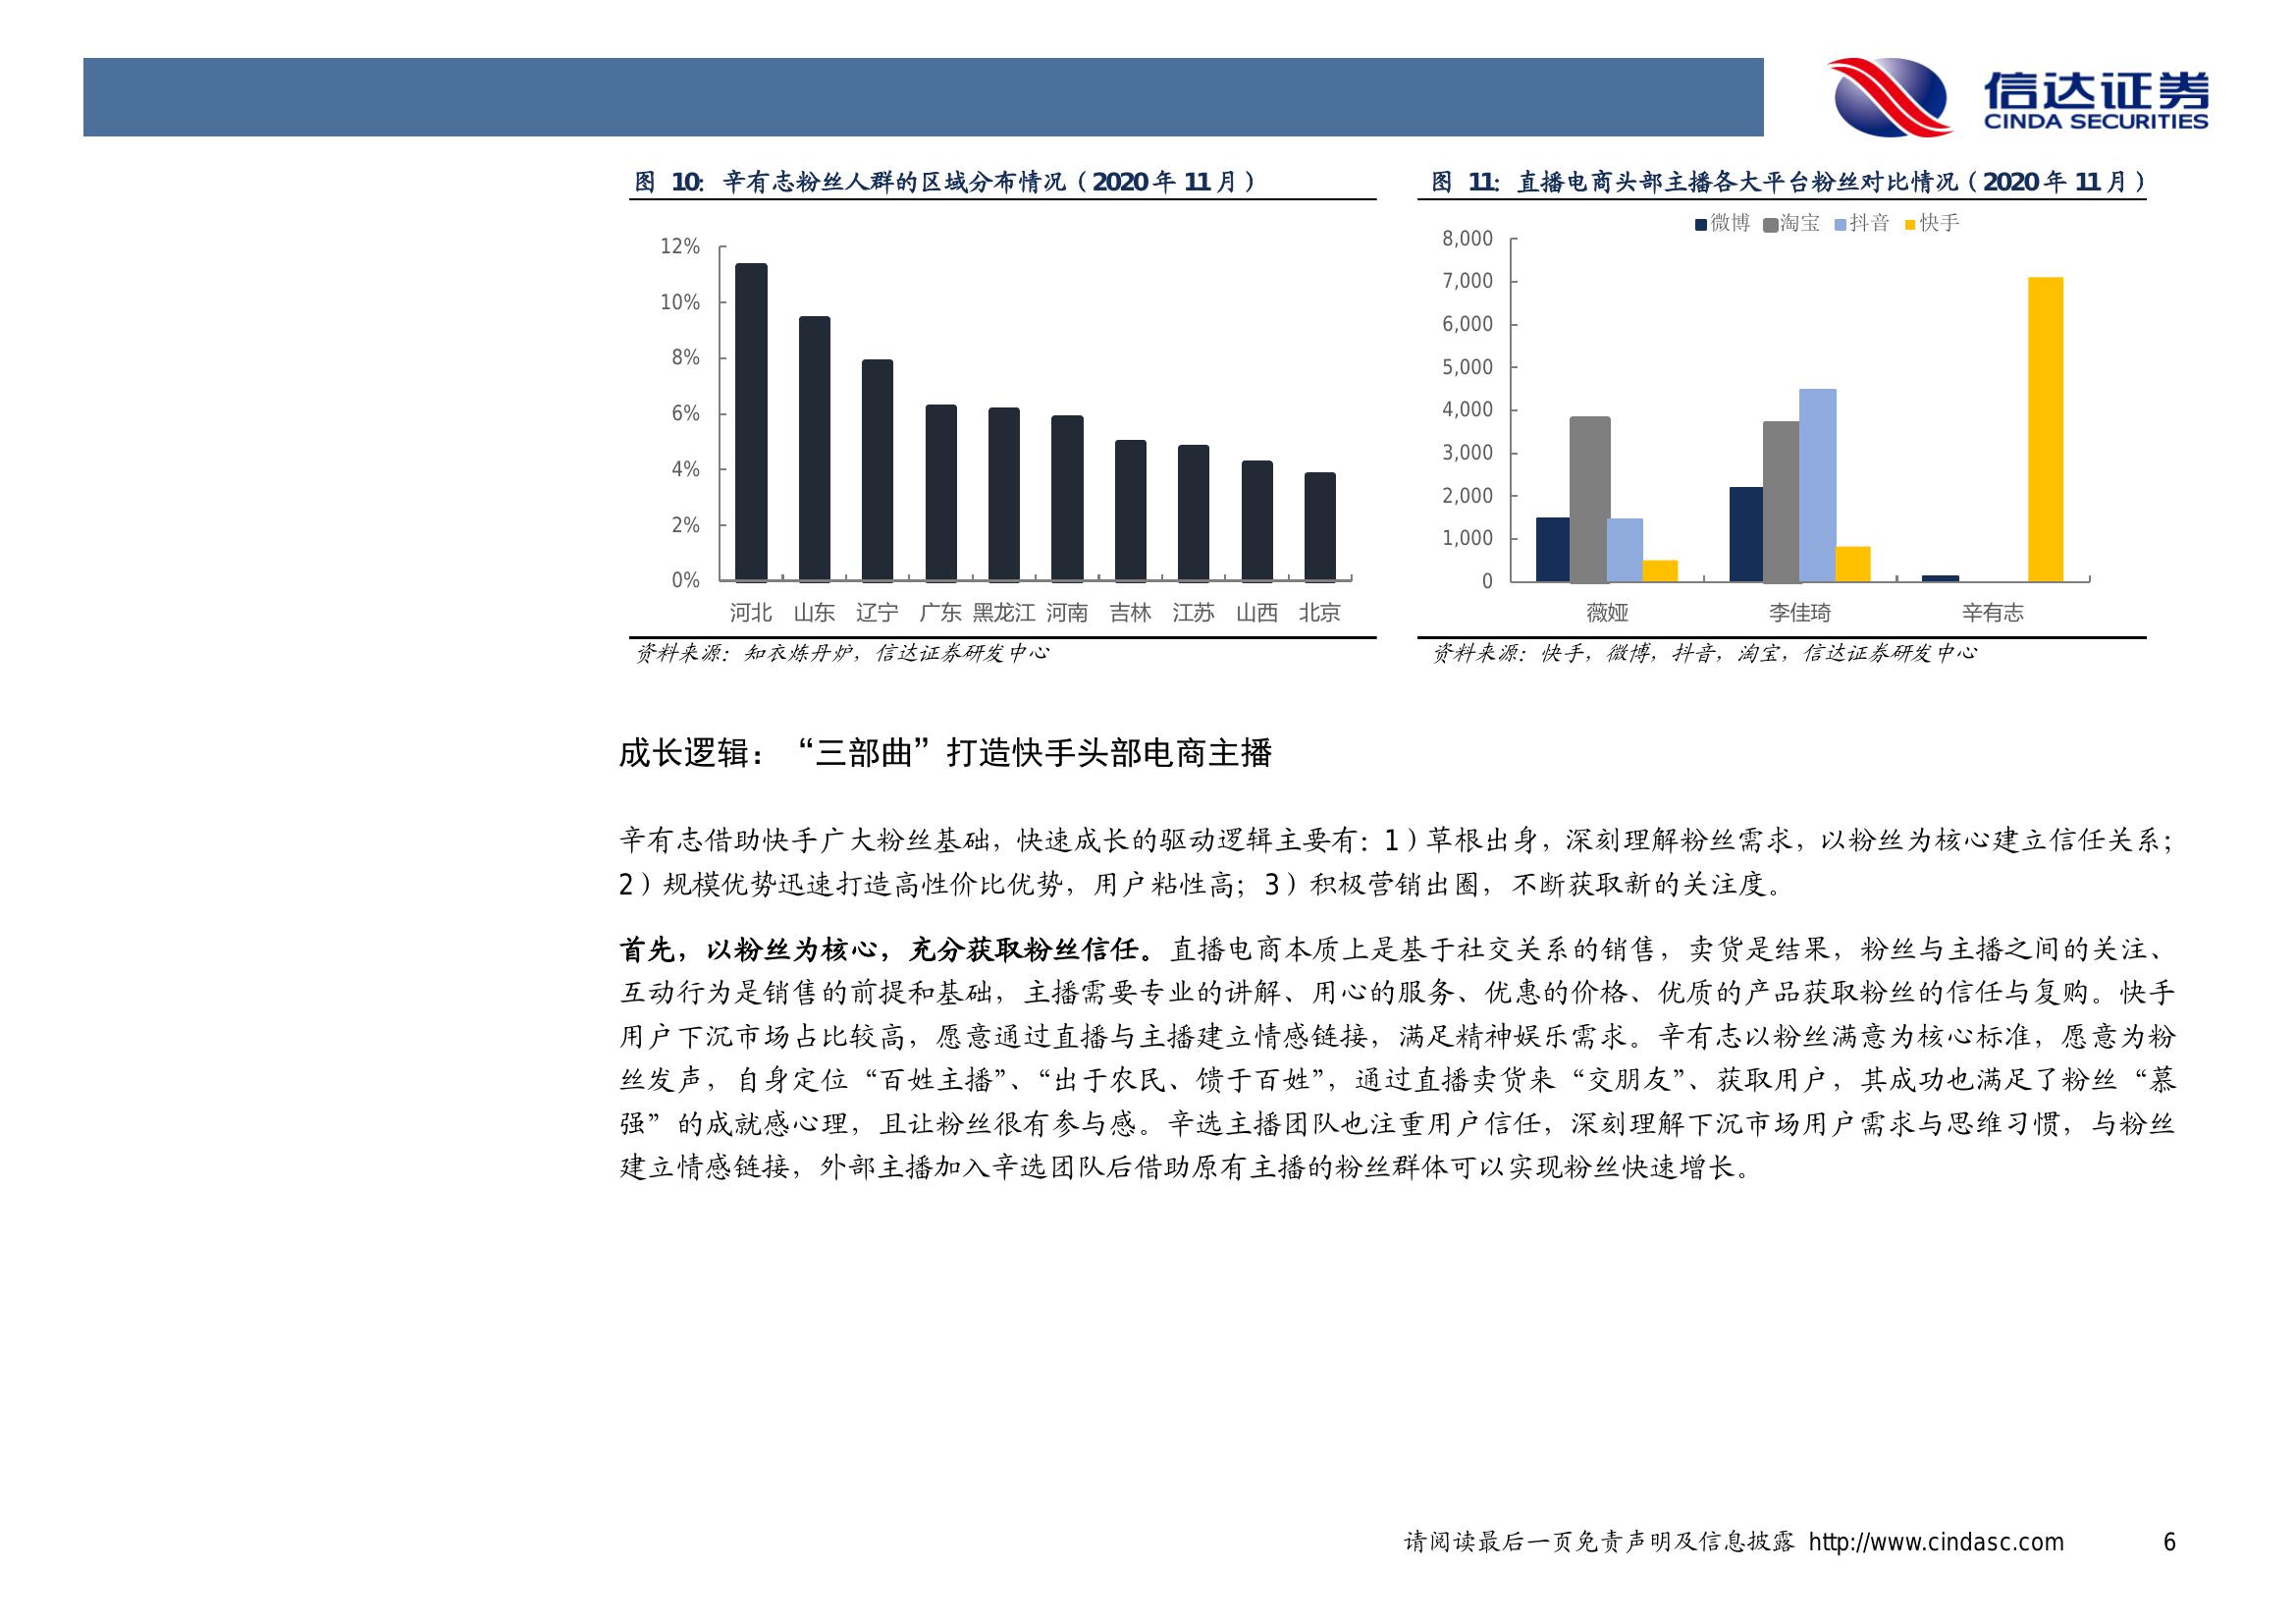 信达证券
CINDA SECURITIES
图 10：辛有志粉丝人群的区域分布情况（2020 年 11 月）
12%
10%
8%
6%
4%
2%
0%
河北 山东 辽宁 广东 黑龙江 河南 吉林 江苏 山西 北京
资料来源：知衣炼丹炉，信达证券研发中心
图 11：直播电商头部主播各大平台粉丝对比情况（2020 年 11 月）
微博 淘宝 抖音 快手
8,000
7,000
6,000
5,000
4,000
3,000
2,000
1,000
0
薇娅 李佳琦 辛有志
资料来源：快手，微博，抖音，淘宝，信达证券研发中心
成长逻辑：“三部曲”打造快手头部电商主播
辛有志借助快手广大粉丝基础，快速成长的驱动逻辑主要有：1）草根出身，深刻理解粉丝需求，以粉丝为核心建立信任关系；
2）规模优势迅速打造高性价比优势，用户粘性高；3）积极营销出圈，不断获取新的关注度。
首先，以粉丝为核心，充分获取粉丝信任。直播电商本质上是基于社交关系的销售，卖货是结果，粉丝与主播之间的关注、
互动行为是销售的前提和基础，主播需要专业的讲解、用心的服务、优惠的价格、优质的产品获取粉丝的信任与复购。快手
用户下沉市场占比较高，愿意通过直播与主播建立情感链接，满足精神娱乐需求。辛有志以粉丝满意为核心标准，愿意为粉
丝发声，自身定位“百姓主播”、“出于农民、馈于百姓”，通过直播卖货来“交朋友”、获取用户，其成功也满足了粉丝“慕
强”的成就感心理，且让粉丝很有参与感。辛选主播团队也注重用户信任，深刻理解下沉市场用户需求与思维习惯，与粉丝
建立情感链接，外部主播加入辛选团队后借助原有主播的粉丝群体可以实现粉丝快速增长。
请阅读最后一页免责声明及信息披露 http://www.cindasc.com 6